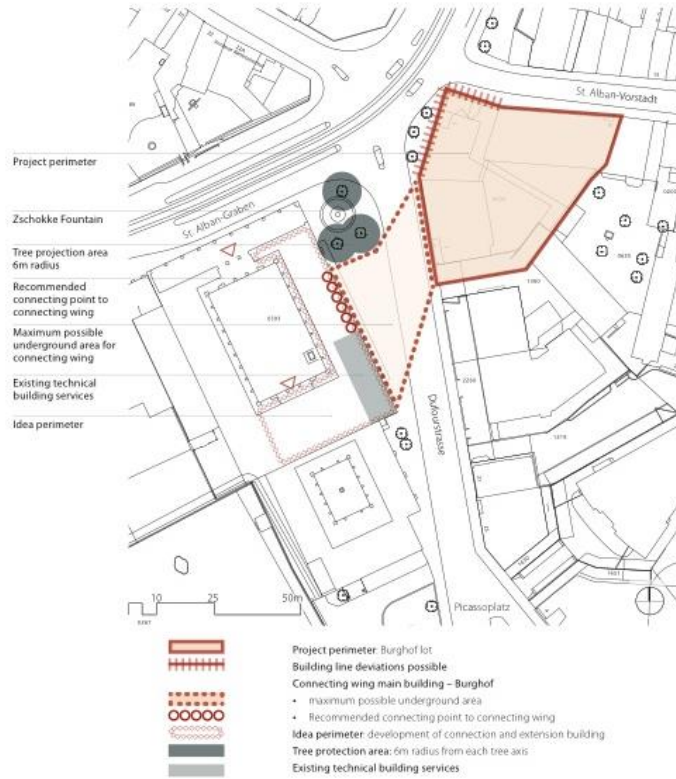 St. Alban-Vorstadt
Project perimeter
Zschokke Fountain
St. Alban-Graben
Tree projection area
6m radius
Recommended
connecting point to
connecting wing
Maximum possible
underground area for
connecting wing
Existing technical
building services
Idea perimeter
Dufourstrasse
10 25 50m
Picassoplatz
Project perimeter: Burghof lot
Building line deviations possible
Connecting wing main building – Burghof
• maximum possible underground area
• Recommended connecting point to connecting wing
Idea perimeter: development of connection and extension building
Tree protection area: 6m radius from each tree axis
Existing technical building services